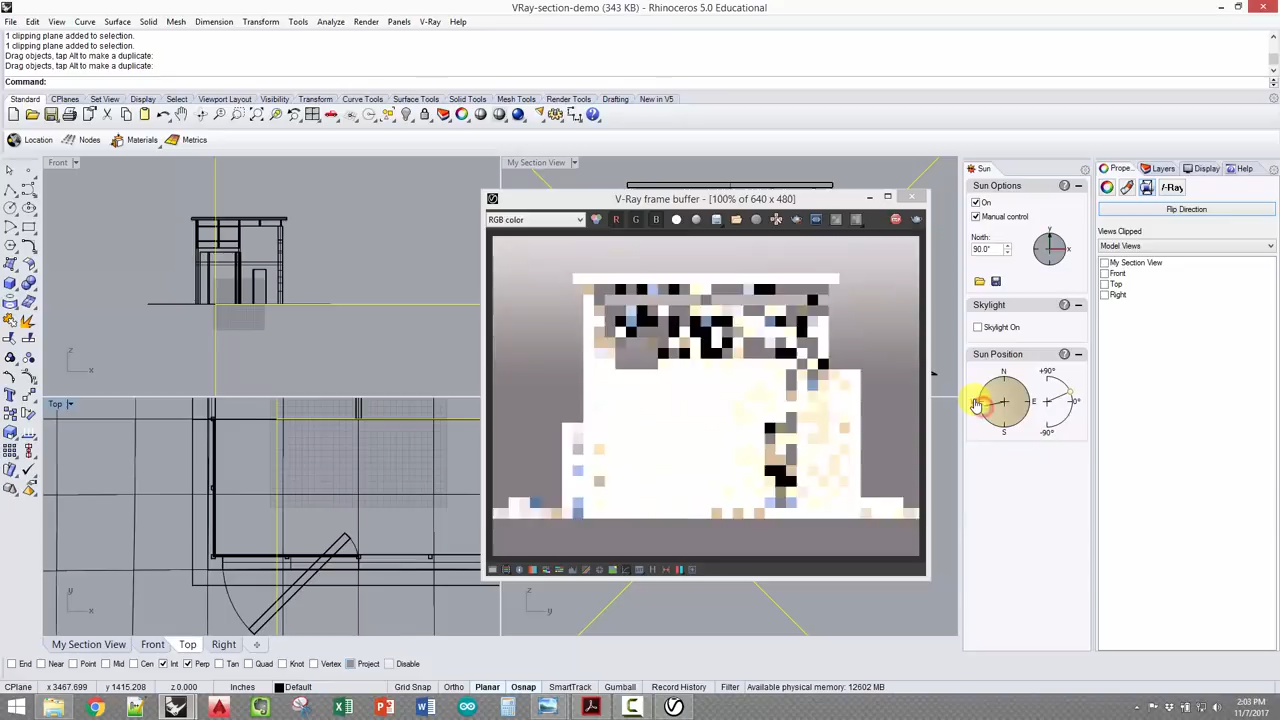 VRay-section-demo (343 KB) - Rhinoceros 5.0 Educational
File Edit View Curve Surface Solid Mesh Dimension Transform Tools Analyze Render Panels V-Ray Help
1 clipping plane added to selection.
1 clipping plane added to selection.
Drag objects, tap Alt to make a duplicate:
Drag objects, tap Alt to make a duplicate:
Command:
Standard CPlanes Set View Display Select Viewport Layout Visibility Transform Curve Tools Surface Tools Solid Tools Mesh Tools Render Tools Drafting New in V5
Location Nodes Materials Metrics
Front
My Section View
Sun
Prope...
Layers
Display
Help
V-Ray frame buffer - [100% of 640 x 480]
RGB color
R G B
Sun Options
On
Manual control
North:
90.0°
y
x
Skylight
Skylight On
Sun Position
N
E
S
+90°
0°
-90°
V-Ray
Flip Direction
Views Clipped
Model Views
My Section View
Front
Top
Right
z
x
Top
y
x
z
y
My Section View Front Top Right
End Near Point Mid Cen Int Perp Tan Quad Knot Vertex Project Disable
CPlane x 3467.699 y 1415.208 z 0.000 Inches Default Grid Snap Ortho Planar Osnap SmartTrack Gumball Record History Filter Available physical memory: 12602 MB
2:03 PM
11/7/2017